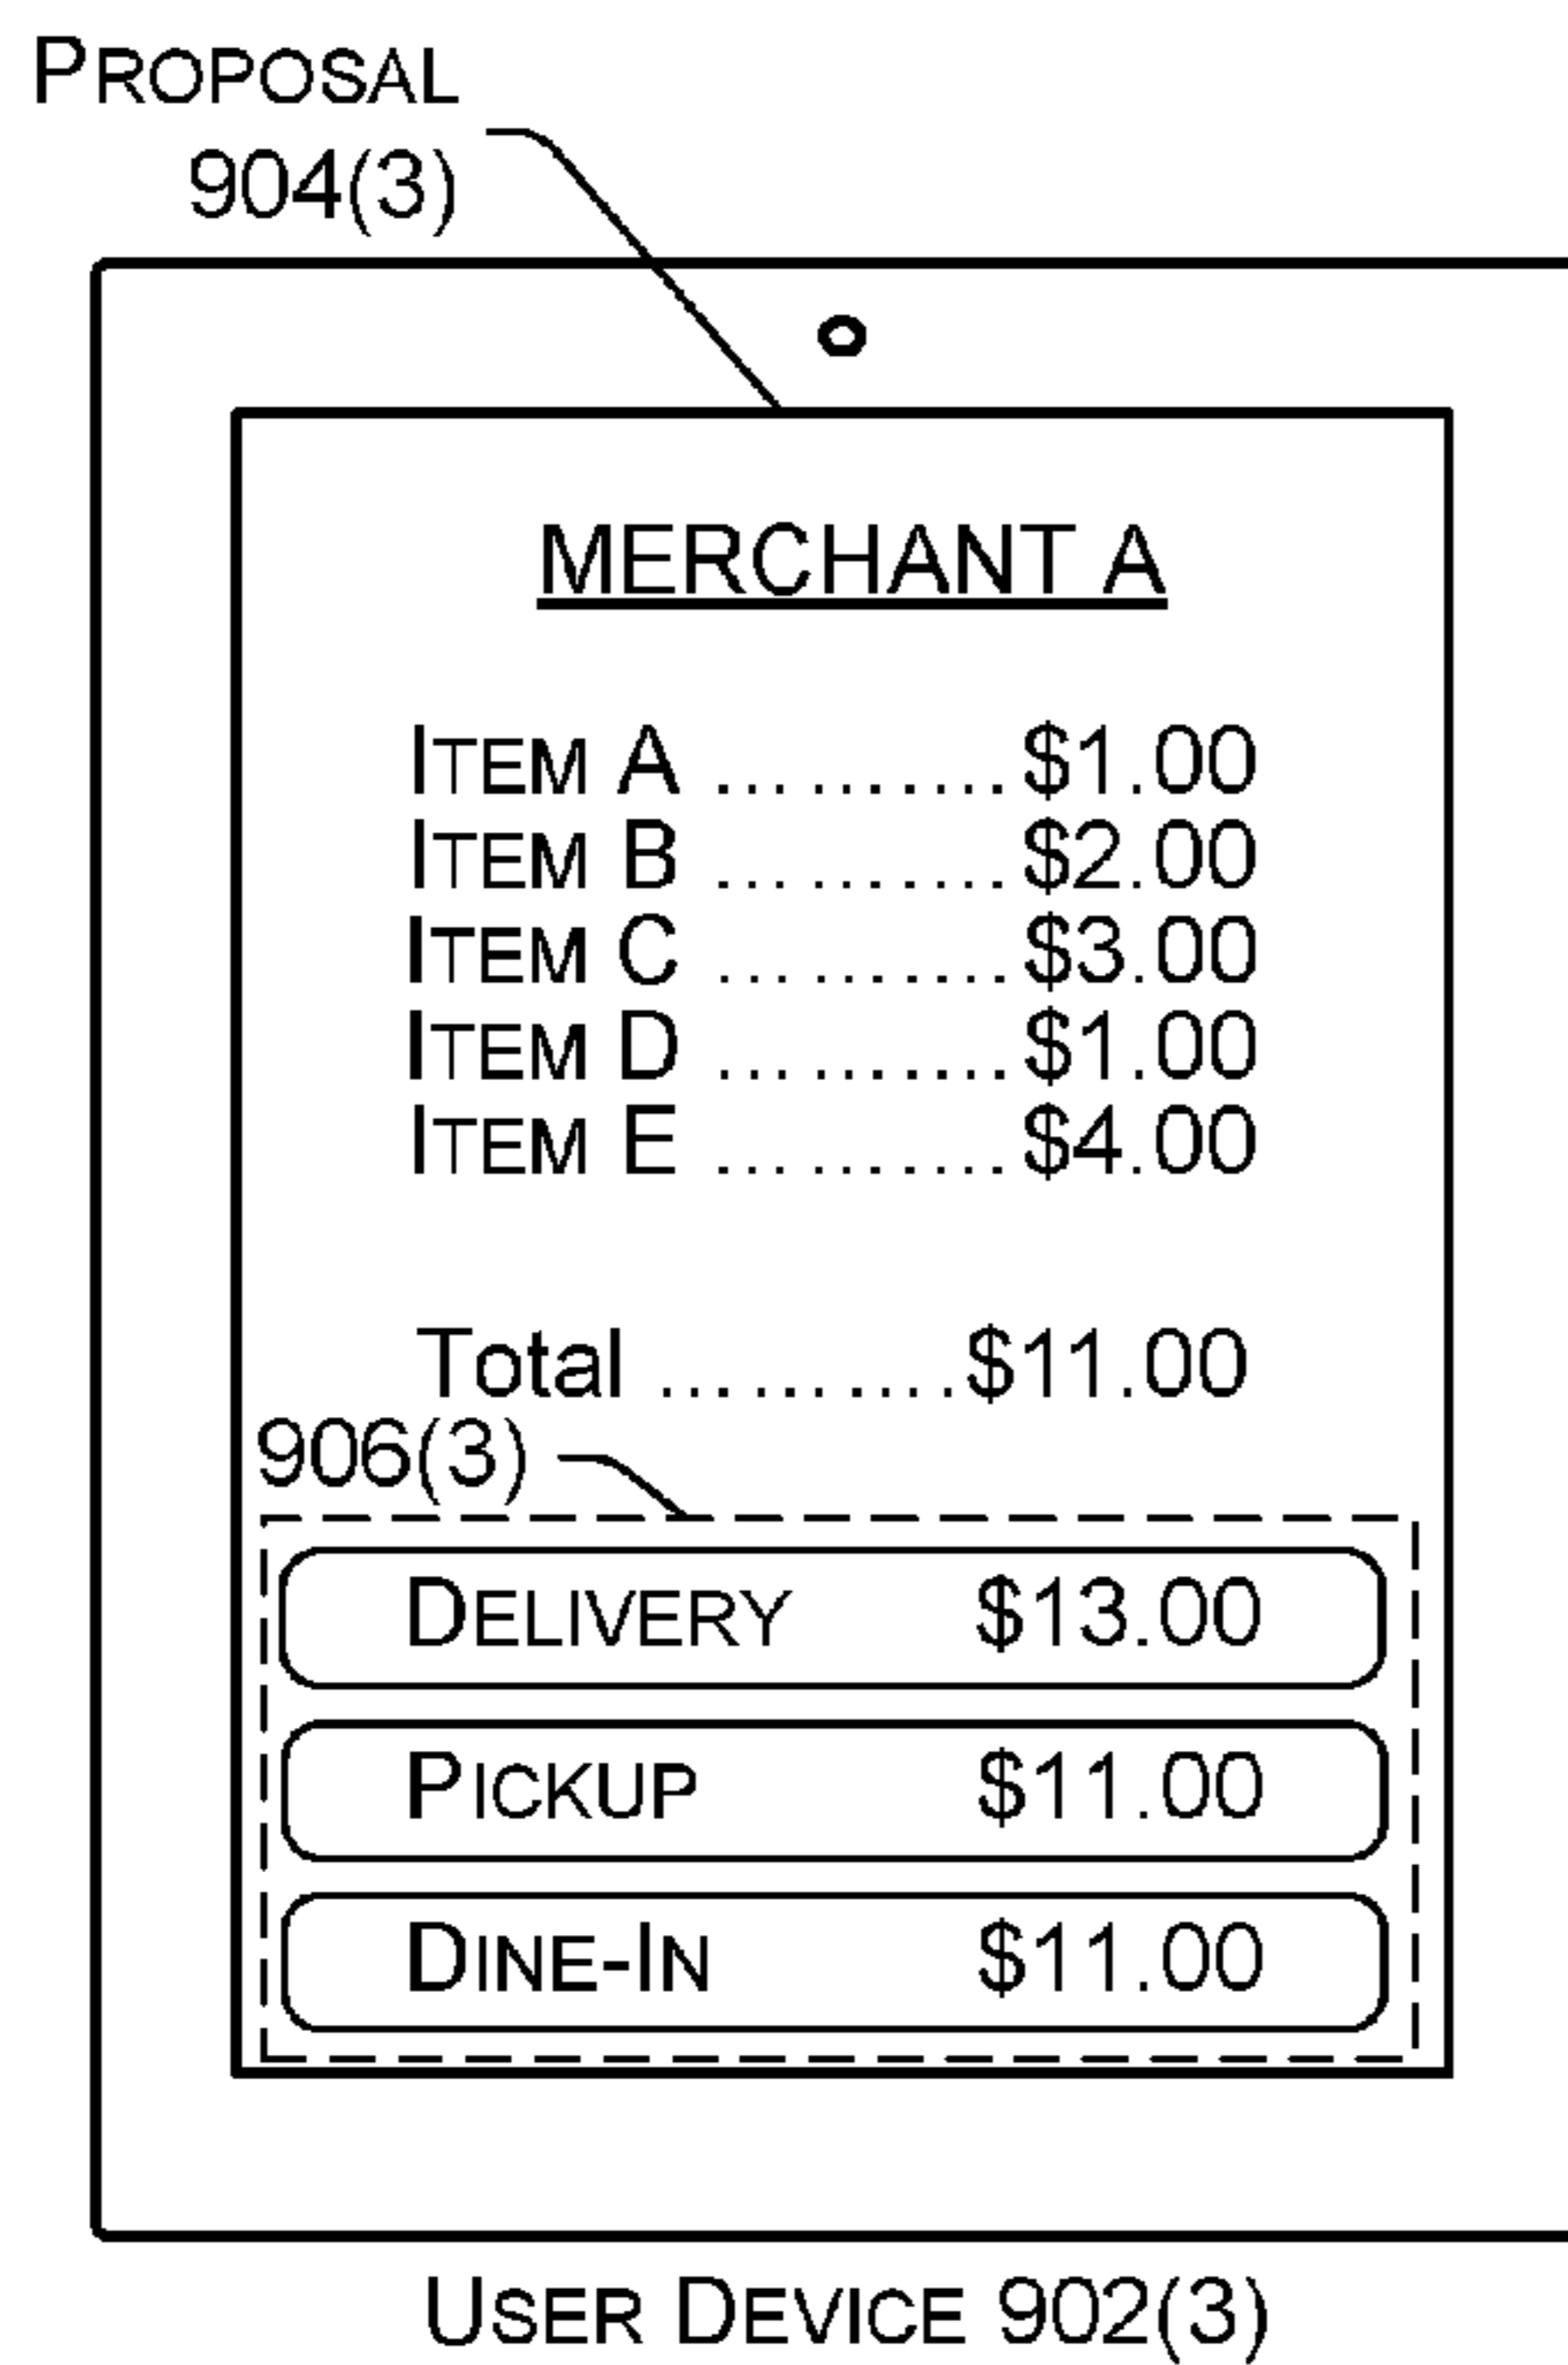 PROPOSAL
904(3)
MERCHANT A
ITEM A ..........$1.00
ITEM B ..........$2.00
ITEM C ..........$3.00
ITEM D ..........$1.00
ITEM E ..........$4.00
Total ..........$11.00
906(3)
DELIVERY $13.00
PICKUP $11.00
DINE-IN $11.00
USER DEVICE 902(3)